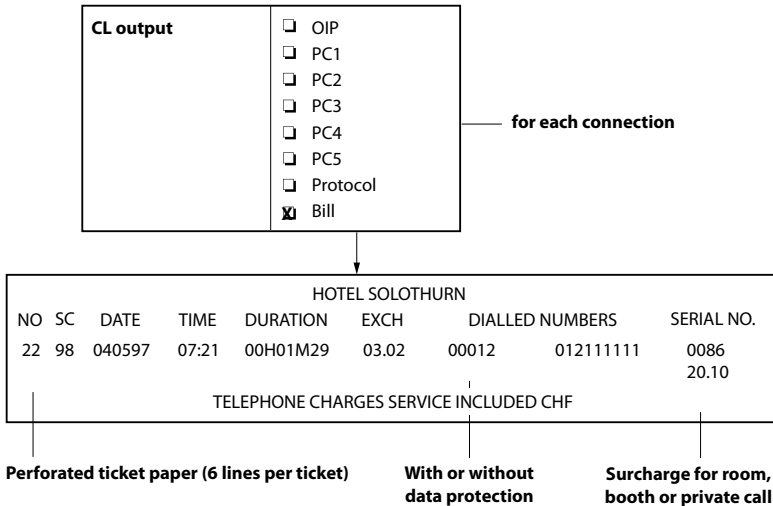 CL output
OIP
PC1
PC2
PC3
PC4
PC5
Protocol
Bill
for each connection
HOTEL SOLOTHURN
NO SC DATE TIME DURATION EXCH DIALLED NUMBERS SERIAL NO.
22 98 040597 07:21 00H01M29 03.02 00012 012111111 0086
20.10
TELEPHONE CHARGES SERVICE INCLUDED CHF
Perforated ticket paper (6 lines per ticket)
With or without
data protection
Surcharge for room,
booth or private call